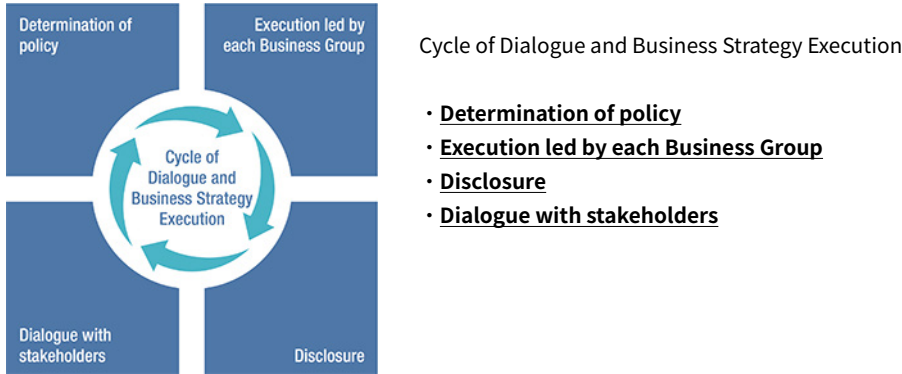 Determination of
policy
Execution led by
each Business Group
Cycle of
Dialogue and
Business Strategy
Execution
Dialogue with
stakeholders
Disclosure
Cycle of Dialogue and Business Strategy Execution
・Determination of policy
・Execution led by each Business Group
・Disclosure
・Dialogue with stakeholders